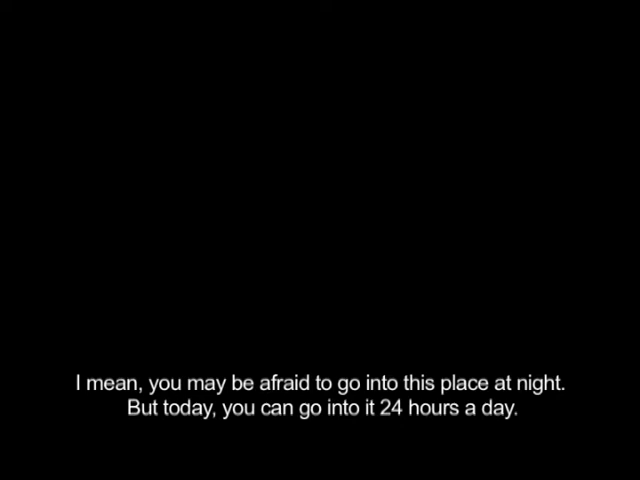 I mean, you may be afraid to go into this place at night.
But today, you can go into it 24 hours a day.